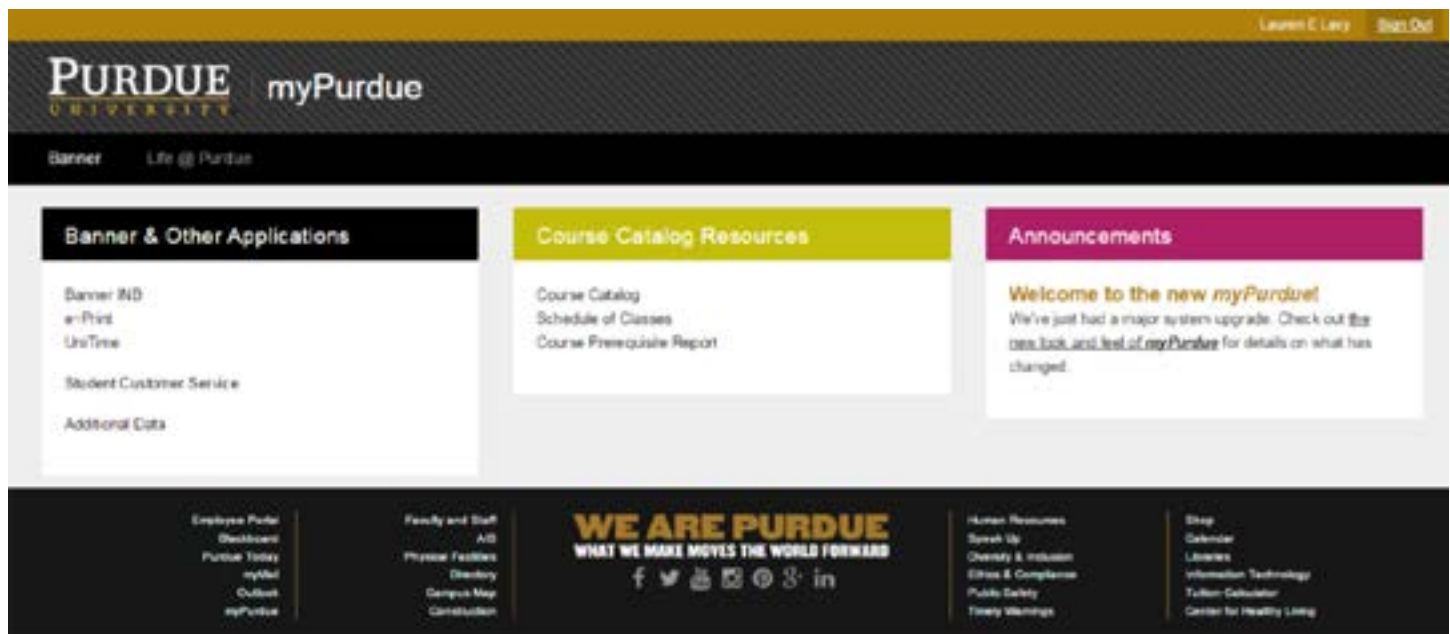 Sign Out
PURDUE
UNIVERSITY
myPurdue
Banner
Life @ Purdue
Banner & Other Applications
Banner INB
e~Print
UniTime
Student Customer Service
Additional Data
Course Catalog Resources
Course Catalog
Schedule of Classes
Course Prerequisite Report
Announcements
Welcome to the new myPurdue!
We've just had a major system upgrade. Check out the
new look and feel of myPurdue for details on what has
changed.
Employee Portal
Blackboard
Purdue Today
myMail
Outlook
myPurdue
Faculty and Staff
AIS
Physical Facilities
Directory
Campus Map
Construction
WE ARE PURDUE
WHAT WE MAKE MOVES THE WORLD FORWARD
Human Resources
Speak Up
Diversity & Inclusion
Ethics & Compliance
Public Safety
Timely Warnings
Shop
Calendar
Libraries
Information Technology
Tuition Calculator
Center for Healthy Living